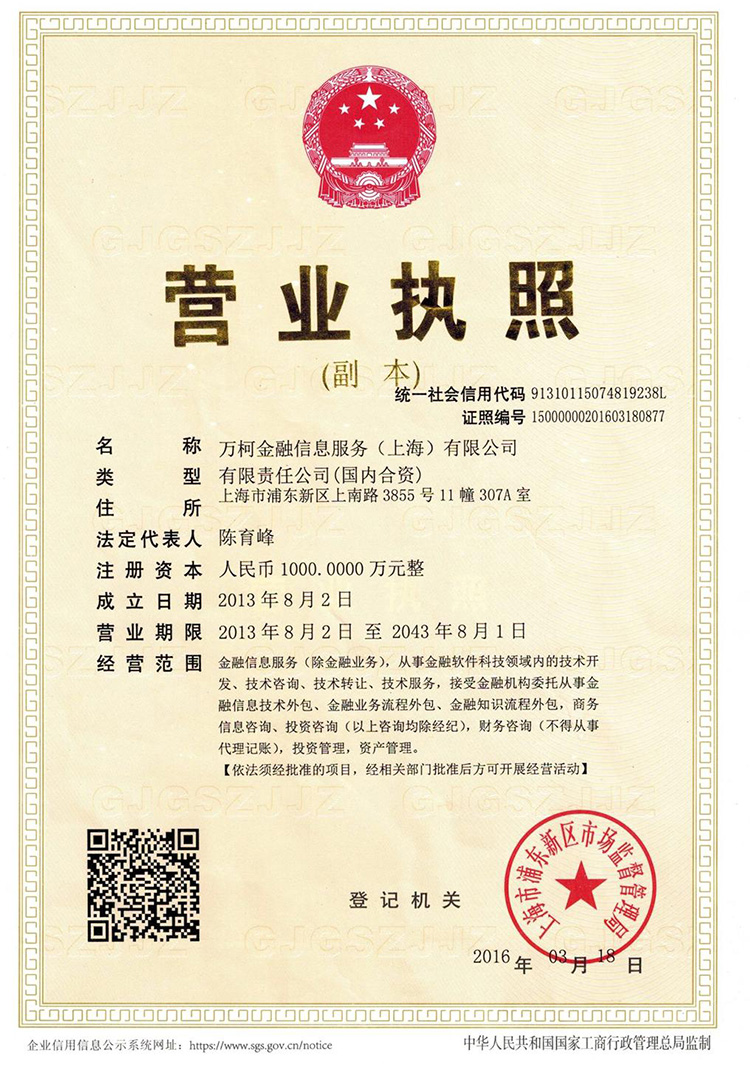 营业执照
(副 本)
统一社会信用代码 91310115074819238L
证照编号 15000000201603180877
名 称 万柯金融信息服务（上海）有限公司
类 型 有限责任公司(国内合资)
住 所 上海市浦东新区上南路 3855 号 11 幢 307A 室
法定代表人 陈育峰
注册资本 人民币 1000.0000 万元整
成立日期 2013 年 8 月 2 日
营业期限 2013 年 8 月 2 日 至 2043 年 8 月 1 日
经营范围 金融信息服务（除金融业务），从事金融软件科技领域内的技术开
发、技术咨询、技术转让、技术服务，接受金融机构委托从事金
融信息技术外包、金融业务流程外包、金融知识流程外包，商务
信息咨询、投资咨询（以上咨询均除经纪），财务咨询（不得从事
代理记账），投资管理，资产管理。
【依法须经批准的项目，经相关部门批准后方可开展经营活动】
登记机关
上海市浦东新区市场监督管理局
2016 年 03 月 18 日
企业信用信息公示系统网址：https://www.sgs.gov.cn/notice
中华人民共和国国家工商行政管理总局监制